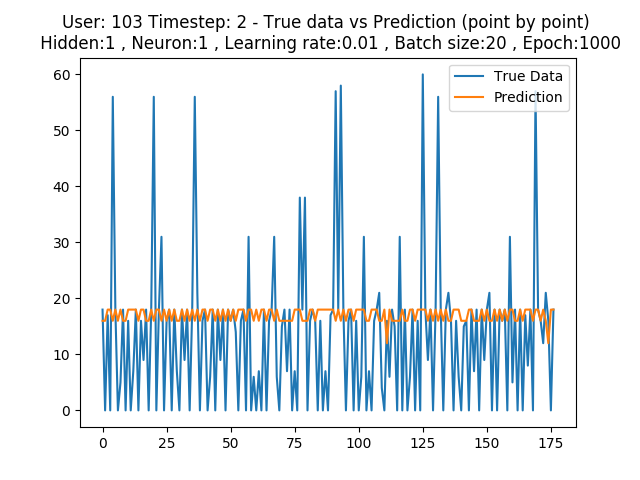 User: 103 Timestep: 2 - True data vs Prediction (point by point)
Hidden:1 , Neuron:1 , Learning rate:0.01 , Batch size:20 , Epoch:1000
True Data
Prediction
60
50
40
30
20
10
0
0 25 50 75 100 125 150 175